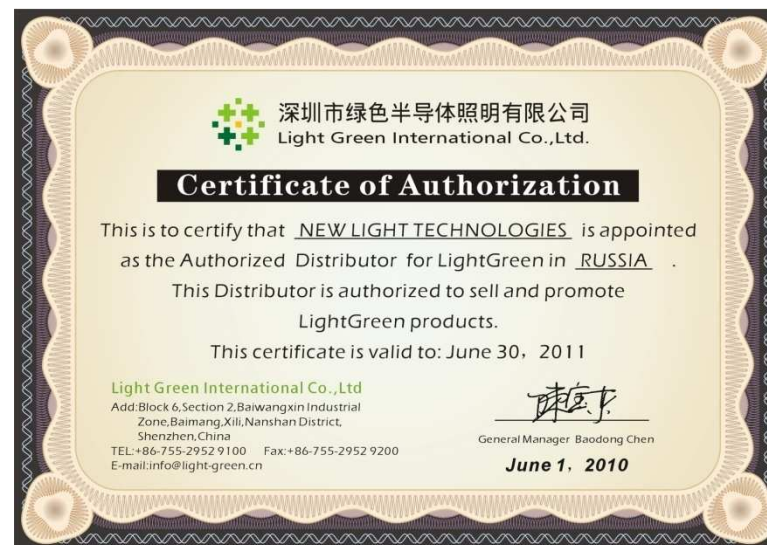 深圳市绿色半导体照明有限公司
Light Green International Co.,Ltd.
Certificate of Authorization
This is to certify that NEW LIGHT TECHNOLOGIES is appointed
as the Authorized Distributor for LightGreen in RUSSIA .
This Distributor is authorized to sell and promote
LightGreen products.
This certificate is valid to: June 30, 2011
Light Green International Co.,Ltd
Add:Block 6,Section 2,Baiwangxin Industrial
Zone,Baimang,Xili,Nanshan District,
Shenzhen,China
TEL:+86-755-2952 9100 Fax:+86-755-2952 9200
E-mail:info@light-green.cn
General Manager Baodong Chen
June 1, 2010